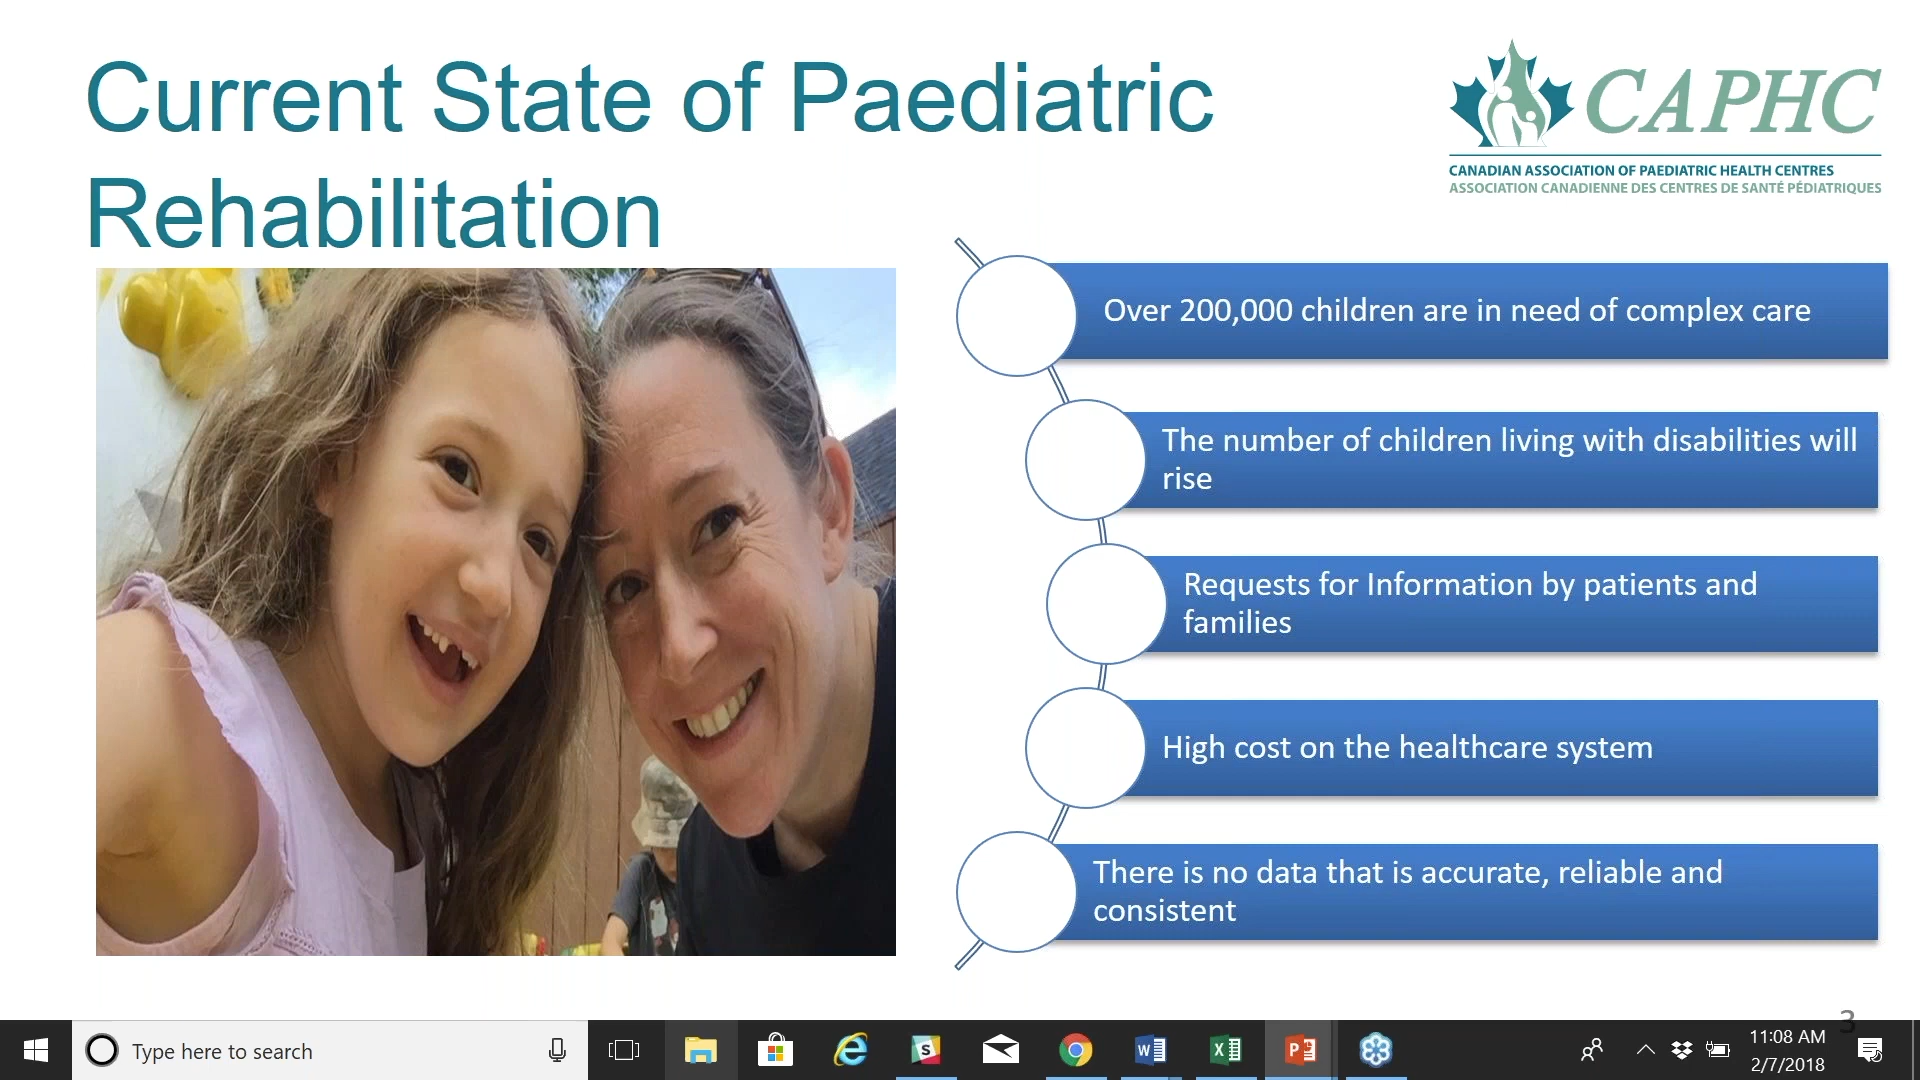 Current State of Paediatric
Rehabilitation
CAPHC
CANADIAN ASSOCIATION OF PAEDIATRIC HEALTH CENTRES
ASSOCIATION CANADIENNE DES CENTRES DE SANTÉ PÉDIATRIQUES
Over 200,000 children are in need of complex care
The number of children living with disabilities will
rise
Requests for Information by patients and
families
High cost on the healthcare system
There is no data that is accurate, reliable and
consistent
3
Type here to search
11:08 AM
2/7/2018